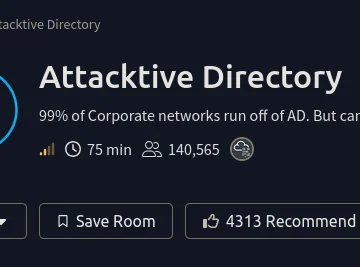 tacktive Directory
Attacktive Directory
99% of Corporate networks run off of AD. But can
75 min 140,565
Save Room 4313 Recommend